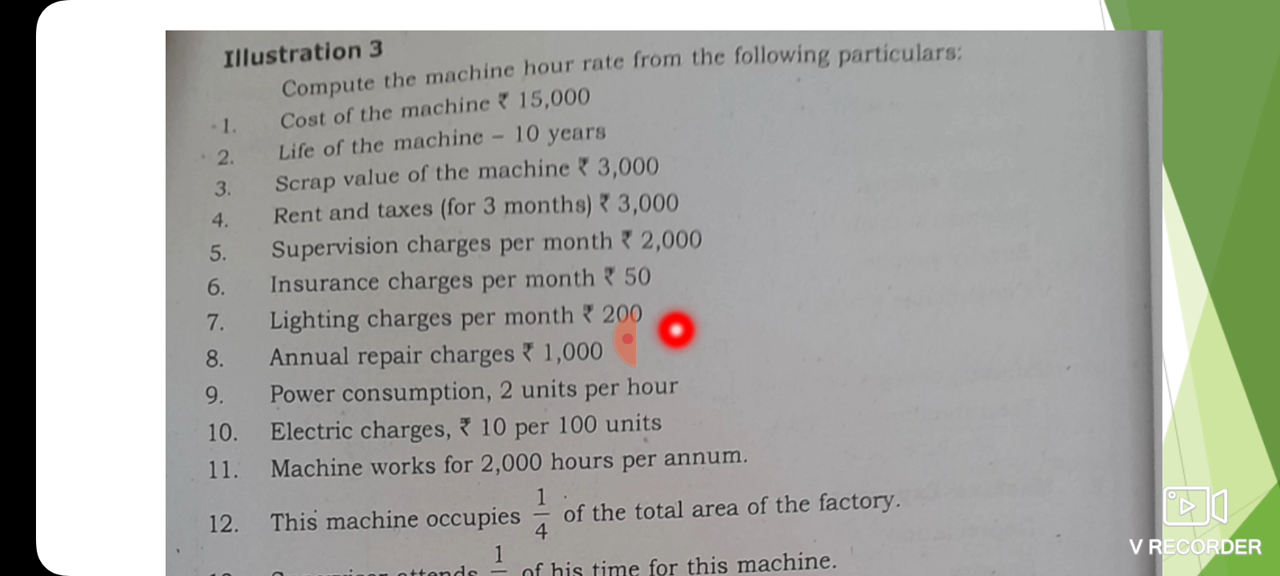 Illustration 3
Compute the machine hour rate from the following particulars:
1. Cost of the machine ₹ 15,000
2. Life of the machine – 10 years
3. Scrap value of the machine ₹ 3,000
4. Rent and taxes (for 3 months) ₹ 3,000
5. Supervision charges per month ₹ 2,000
6. Insurance charges per month ₹ 50
7. Lighting charges per month ₹ 200
8. Annual repair charges ₹ 1,000
9. Power consumption, 2 units per hour
10. Electric charges, ₹ 10 per 100 units
11. Machine works for 2,000 hours per annum.
12. This machine occupies 1/4 of the total area of the factory.
of his time for this machine.
V RECORDER